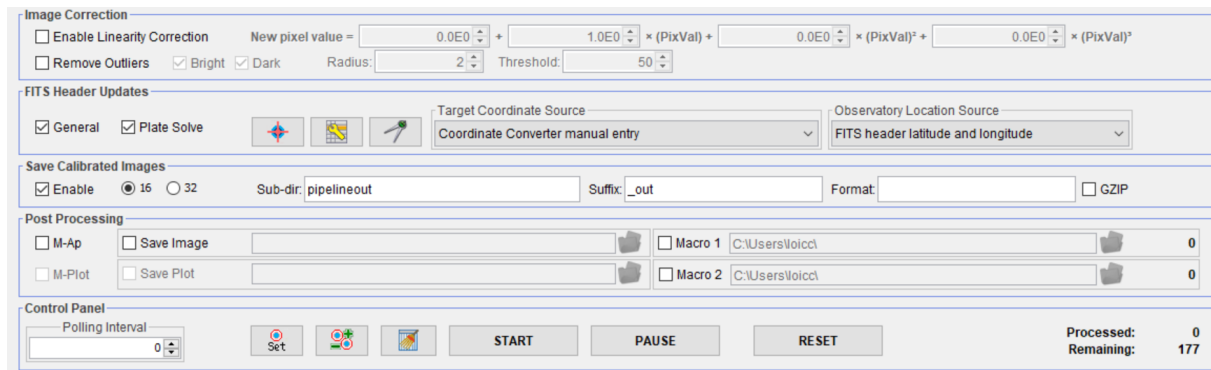 Image Correction
Enable Linearity Correction New pixel value = 0.0E0 + 1.0E0 × (PixVal) + 0.0E0 × (PixVal)² + 0.0E0 × (PixVal)³
Remove Outliers Bright Dark Radius: 2 Threshold: 50
FITS Header Updates
General Plate Solve
Target Coordinate Source
Coordinate Converter manual entry
Observatory Location Source
FITS header latitude and longitude
Save Calibrated Images
Enable 16 32 Sub-dir: pipelineout Suffix: _out Format: GZIP
Post Processing
M-Ap Save Image Macro 1 C:\Users\loicc\ 0
M-Plot Save Plot Macro 2 C:\Users\loicc\ 0
Control Panel
Polling Interval
0 Set START PAUSE RESET
Processed: 0
Remaining: 177